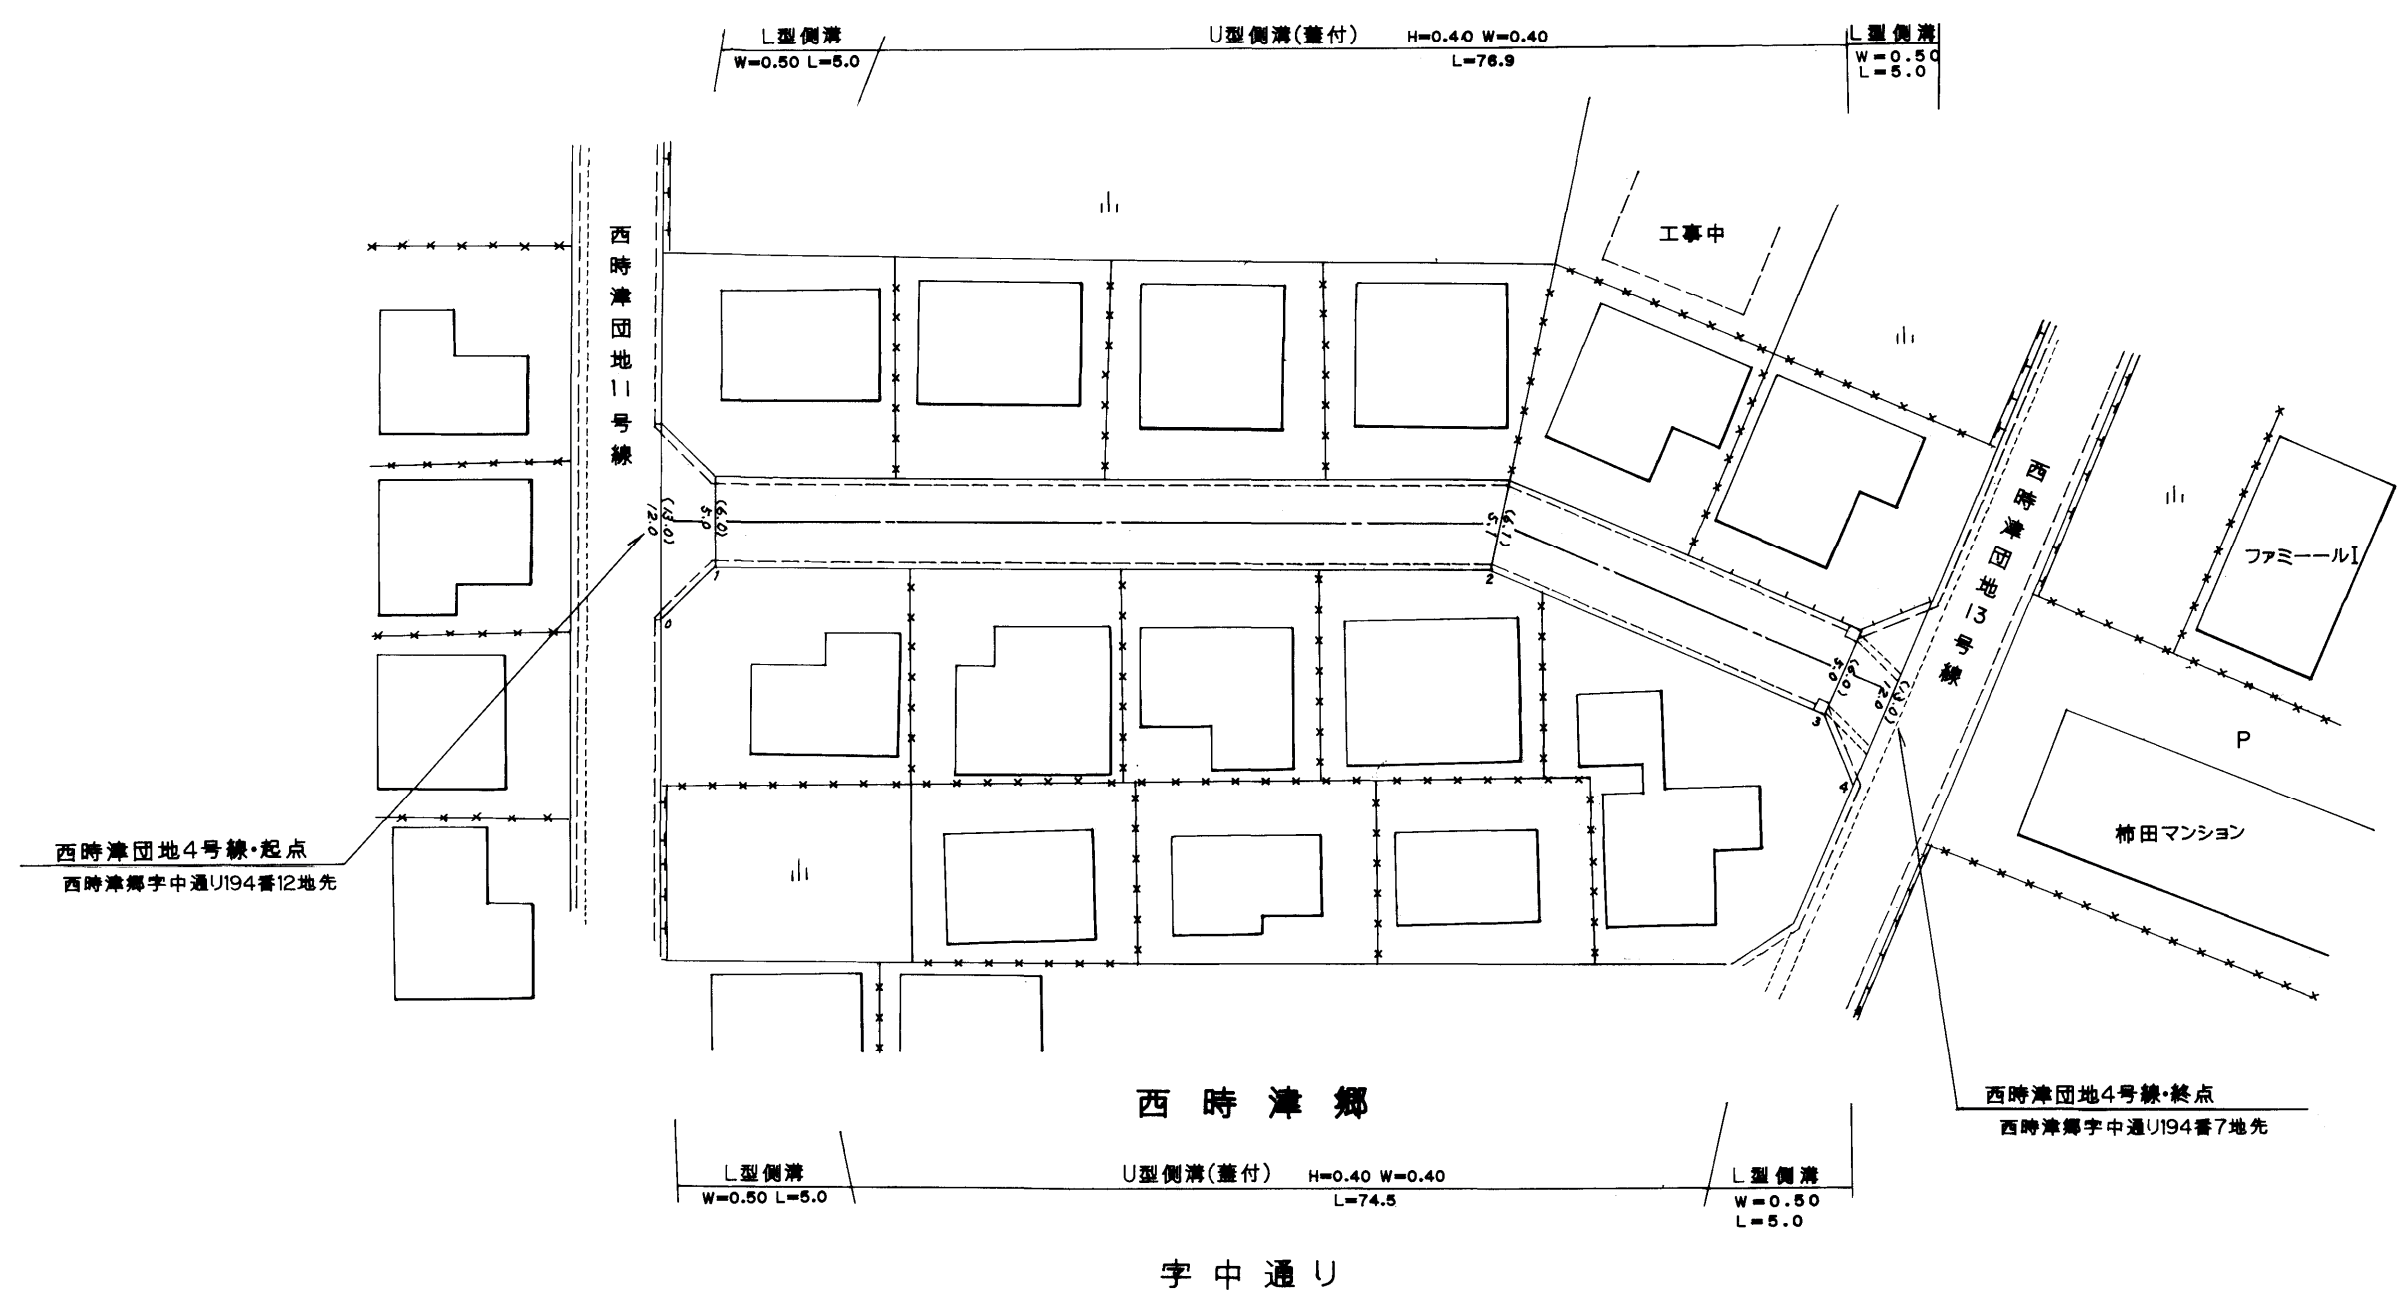 L型側溝
W=0.50 L=5.0
U型側溝(蓋付) H=0.40 W=0.40
L=76.9
L型側溝
W=0.50
L=5.0
西時津団地11号線
工事中
西時津団地13号線
ファミールI
P
柿田マンション
(13.0)
12.0
(6.0)
5.0
(6.1)
5.1
(6.0)
5.0
(13.0)
12.0
0
1
2
3
4
西時津団地4号線・起点
西時津郷字中通り194番12地先
西時津団地4号線・終点
西時津郷字中通り194番7地先
西時津郷
L型側溝
W=0.50 L=5.0
U型側溝(蓋付) H=0.40 W=0.40
L=74.5
L型側溝
W=0.50
L=5.0
字中通り